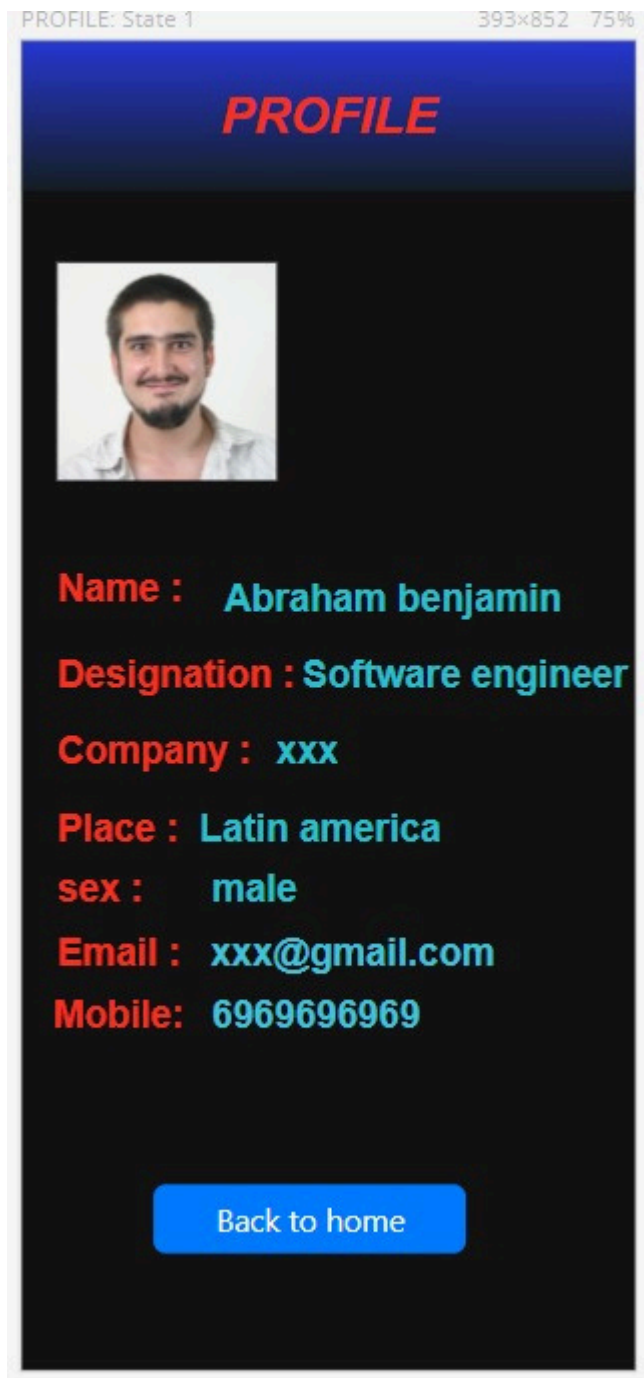 PROFILE: State 1 393×852 75%
PROFILE
Name : Abraham benjamin
Designation : Software engineer
Company : xxx
Place : Latin america
sex : male
Email : xxx@gmail.com
Mobile: 6969696969
Back to home